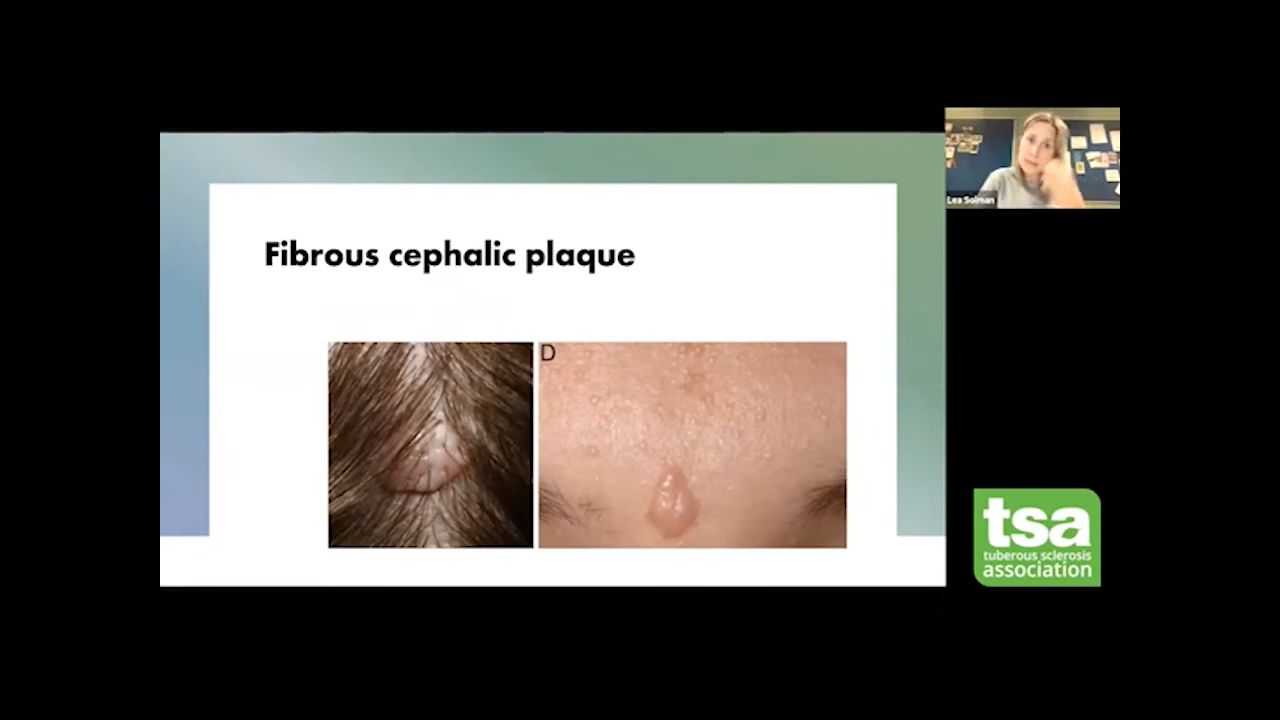 Fibrous cephalic plaque
D
Lea Solman
tsa
tuberous sclerosis
association